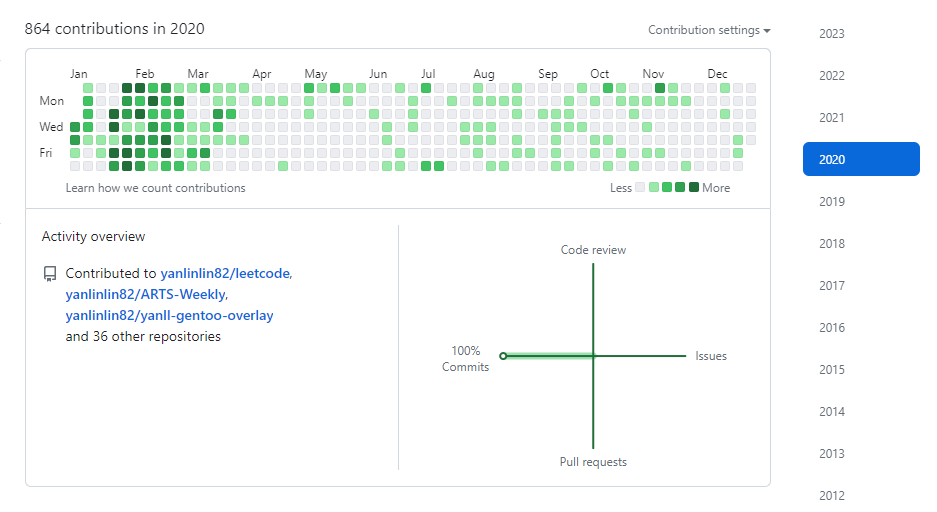 864 contributions in 2020
Contribution settings
Jan Feb Mar Apr May Jun Jul Aug Sep Oct Nov Dec
Mon
Wed
Fri
Learn how we count contributions
Less More
Activity overview
Contributed to yanlinlin82/leetcode,
yanlinlin82/ARTS-Weekly,
yanlinlin82/yanll-gentoo-overlay
and 36 other repositories
Code review
100%
Commits
Issues
Pull requests
2023
2022
2021
2020
2019
2018
2017
2016
2015
2014
2013
2012